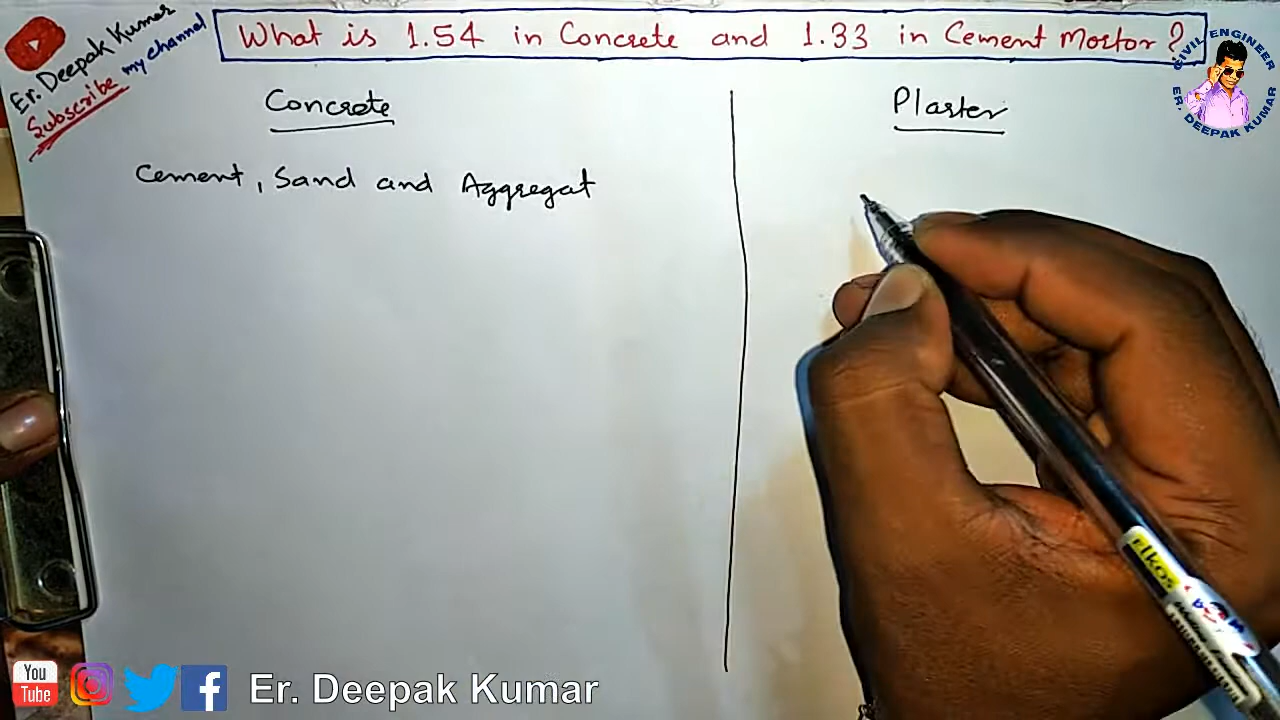 What is 1.54 in Concrete and 1.33 in Cement Mortor ?
Er. Deepak Kumar
Subscribe my channel
CIVIL ENGINEER
ER. DEEPAK KUMAR
Concrete
Plaster
Cement, Sand and Aggregat
elkos
You
Tube
Er. Deepak Kumar